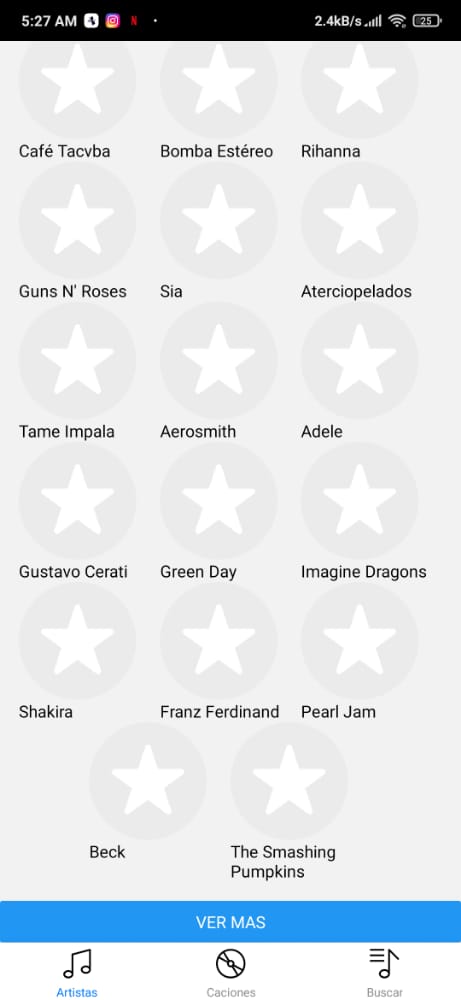 5:27 AM N 2.4kB/s 25
Café Tacvba Bomba Estéreo Rihanna
Guns N' Roses Sia Aterciopelados
Tame Impala Aerosmith Adele
Gustavo Cerati Green Day Imagine Dragons
Shakira Franz Ferdinand Pearl Jam
Beck The Smashing
Pumpkins
VER MAS
Artistas Caciones Buscar